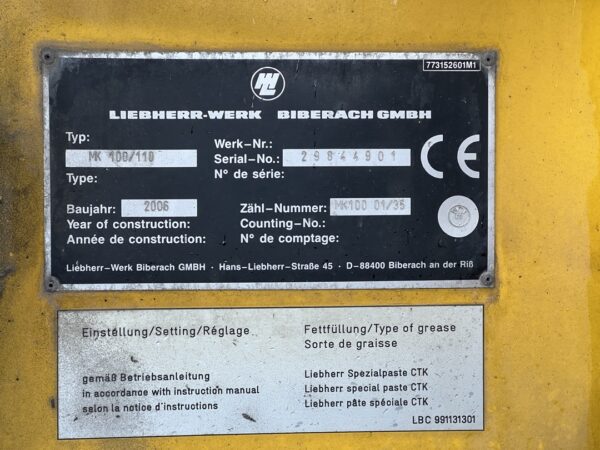 773152601M1
LIEBHERR-WERK BIBERACH GMBH
Typ: MK 100/110
Type:
Werk-Nr.:
Serial-No.: 29844901
N° de série:
CE
Baujahr: 2006
Year of construction:
Année de construction:
Zähl-Nummer: MK100 01/35
Counting-No.:
N° de comptage:
Liebherr-Werk Biberach GMBH · Hans-Liebherr-Straße 45 · D-88400 Biberach an der Riß
Einstellung/Setting/Réglage
gemäß Betriebsanleitung
in accordance with instruction manual
selon la notice d'instructions
Fettfüllung/Type of grease
Sorte de graisse
Liebherr Spezialpaste CTK
Liebherr special paste CTK
Liebherr pâte spéciale CTK
LBC 991131301